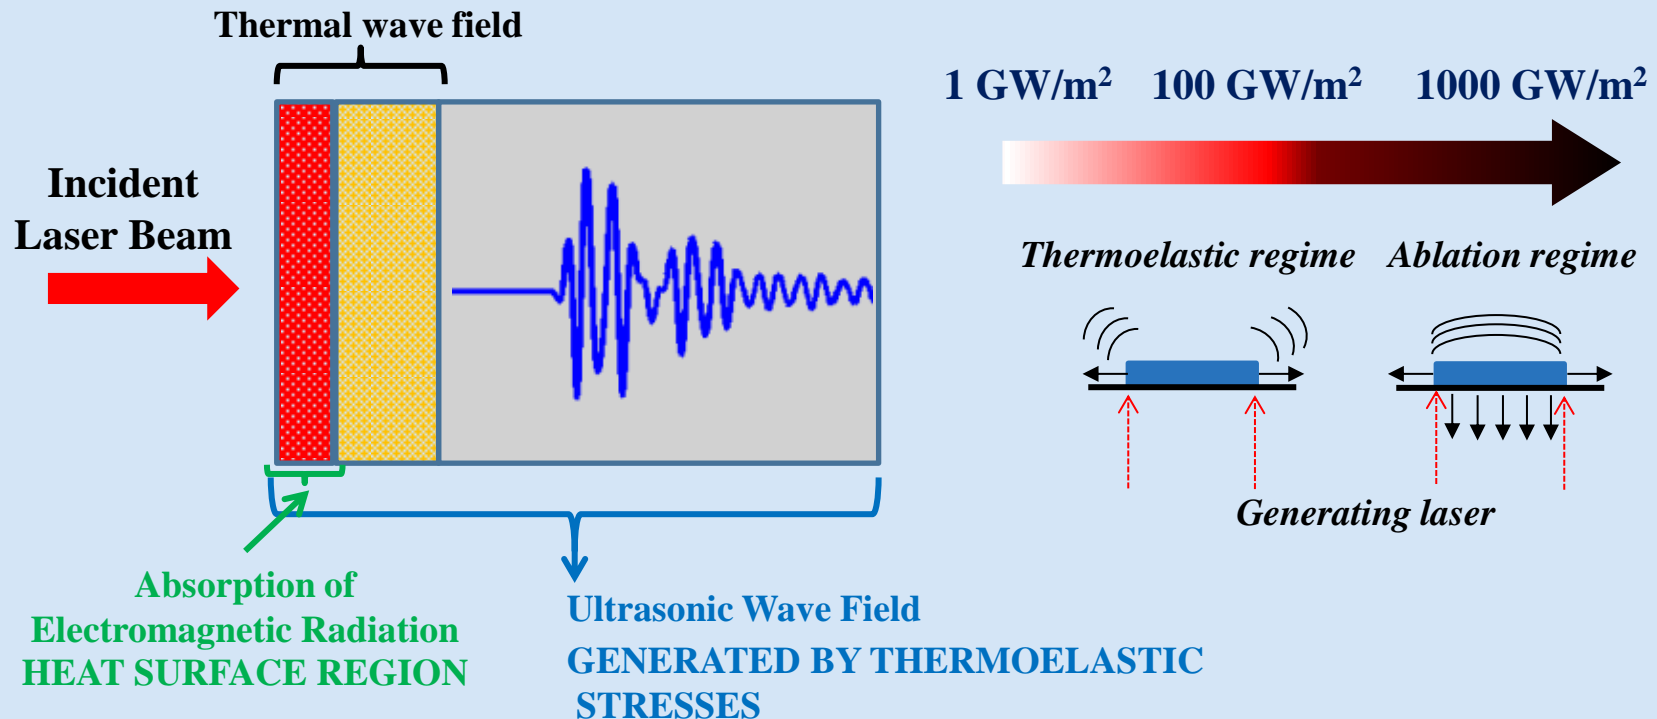 Thermal wave field
1 GW/m² 100 GW/m² 1000 GW/m²
Incident
Laser Beam
Thermoelastic regime Ablation regime
Generating laser
Absorption of
Electromagnetic Radiation
HEAT SURFACE REGION
Ultrasonic Wave Field
GENERATED BY THERMOELASTIC
STRESSES